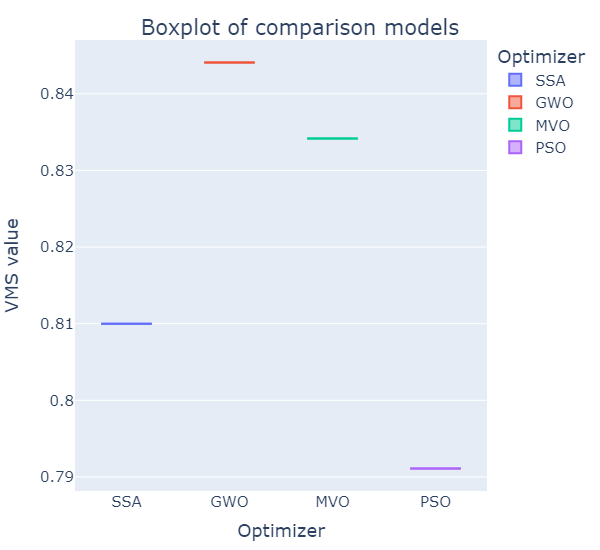 Boxplot of comparison models
VMS value
0.84
0.83
0.82
0.81
0.8
0.79
SSA
GWO
MVO
PSO
Optimizer
Optimizer
SSA
GWO
MVO
PSO